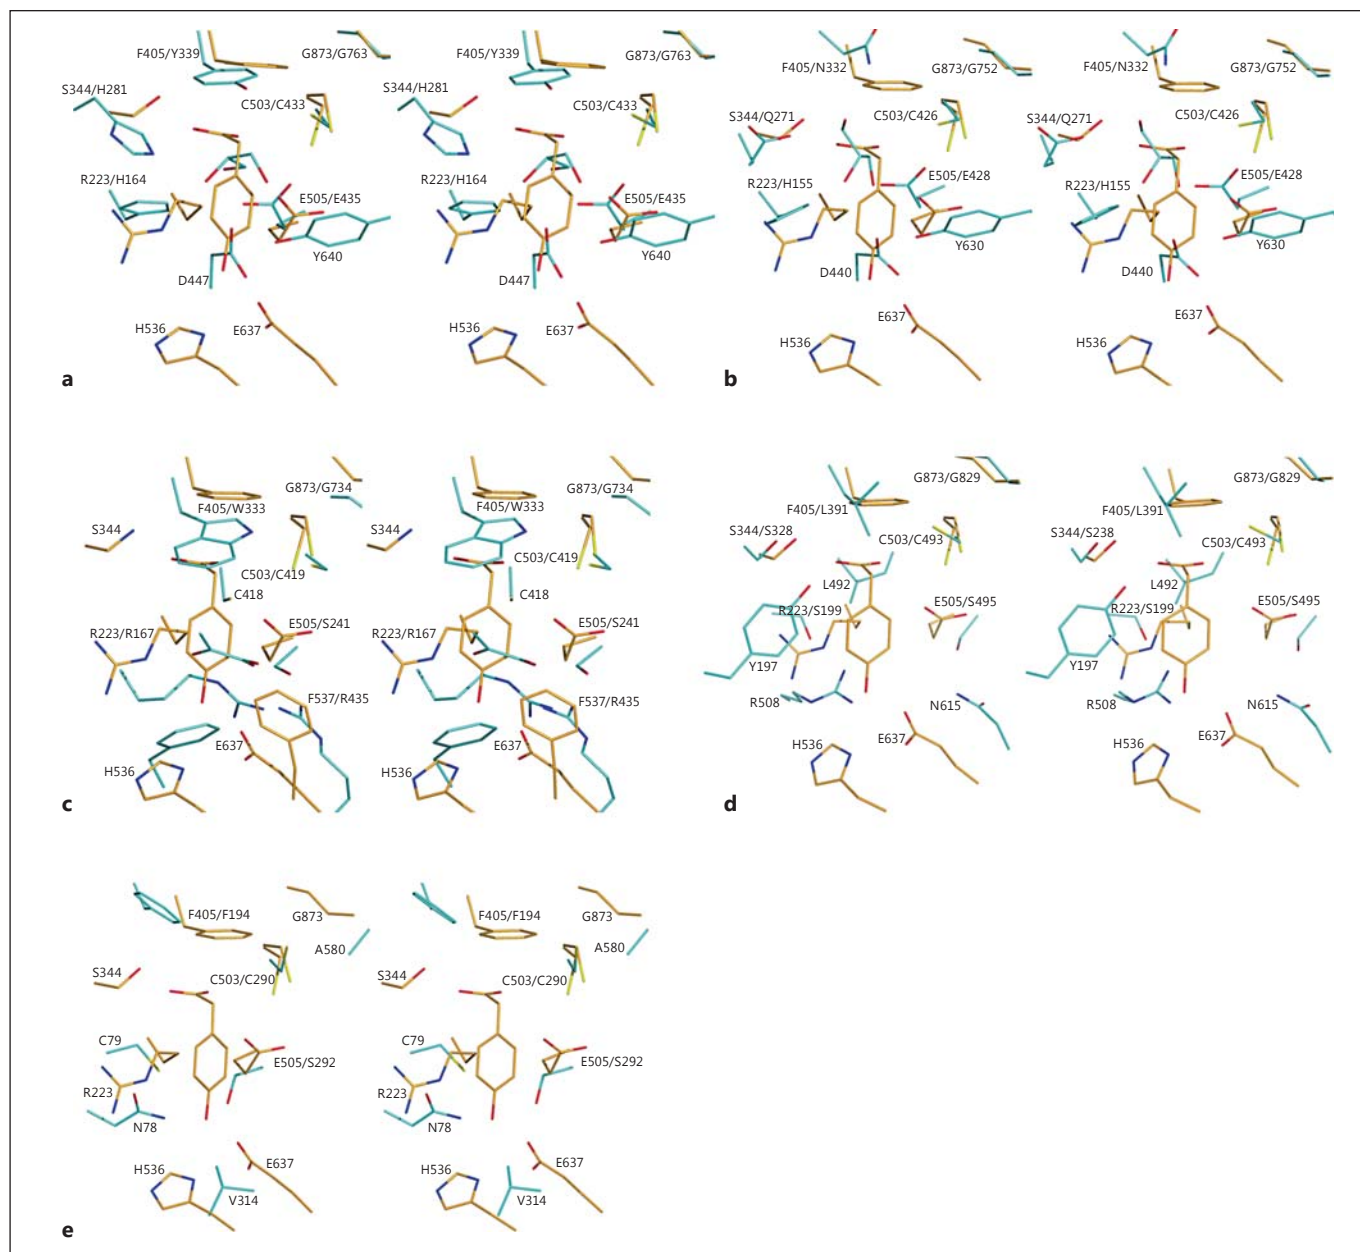 F405/Y339 G873/G763 F405/Y339 G873/G763
S344/H281 C503/C433 S344/H281 C503/C433
R223/H164 E505/E435 R223/H164 E505/E435
D447 Y640 D447 Y640
H536 E637 H536 E637
a
F405/N332 G873/G752 F405/N332 G873/G752
S344/Q271 C503/C426 S344/Q271 C503/C426
R223/H155 E505/E428 R223/H155 E505/E428
D440 Y630 D440 Y630
H536 E637 H536 E637
b
G873/G734 G873/G734
F405/W333 F405/W333
S344 S344
C503/C419 C503/C419
C418 C418
R223/R167 E505/S241 R223/R167 E505/S241
F537/R435 F537/R435
H536 E637 H536 E637
c
G873/G829 G873/G829
F405/L391 F405/L391
S344/S328 C503/C493 S344/S238 C503/C493
L492 L492
R223/S199 E505/S495 R223/S199 E505/S495
Y197 Y197
R508 N615 R508 N615
H536 E637 H536 E637
d
F405/F194 G873 F405/F194 G873
A580 A580
S344 C503/C290 S344 C503/C290
C79 E505/S292 C79 E505/S292
R223 R223
N78 N78
H536 E637 H536 E637
V314 V314
e